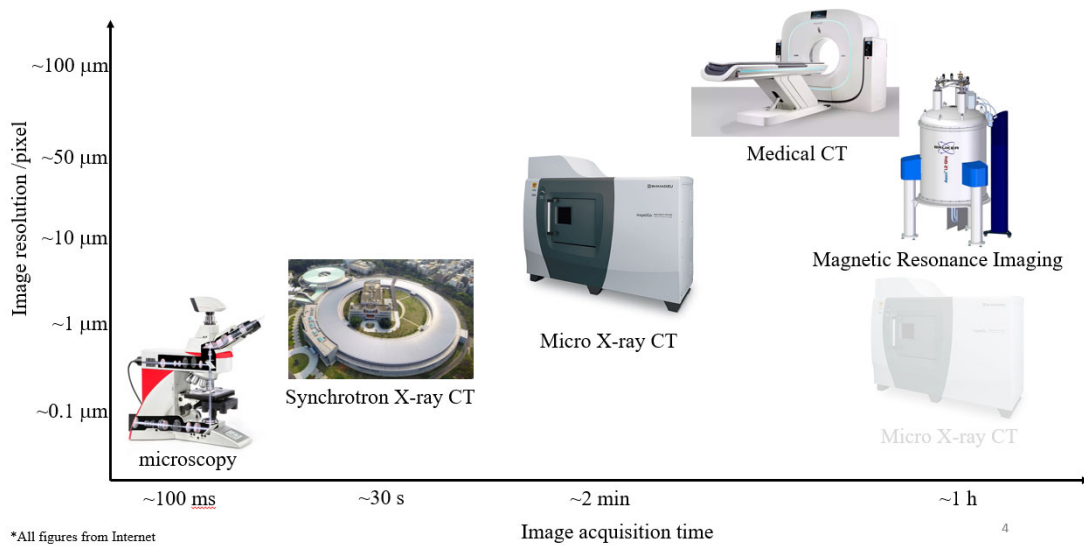 ~100 μm
Medical CT
Image resolution /pixel
~50 μm
~10 μm
Magnetic Resonance Imaging
~1 μm
Micro X-ray CT
Synchrotron X-ray CT
~0.1 μm
Micro X-ray CT
microscopy
~100 ms
~30 s
~2 min
~1 h
Image acquisition time
*All figures from Internet
4